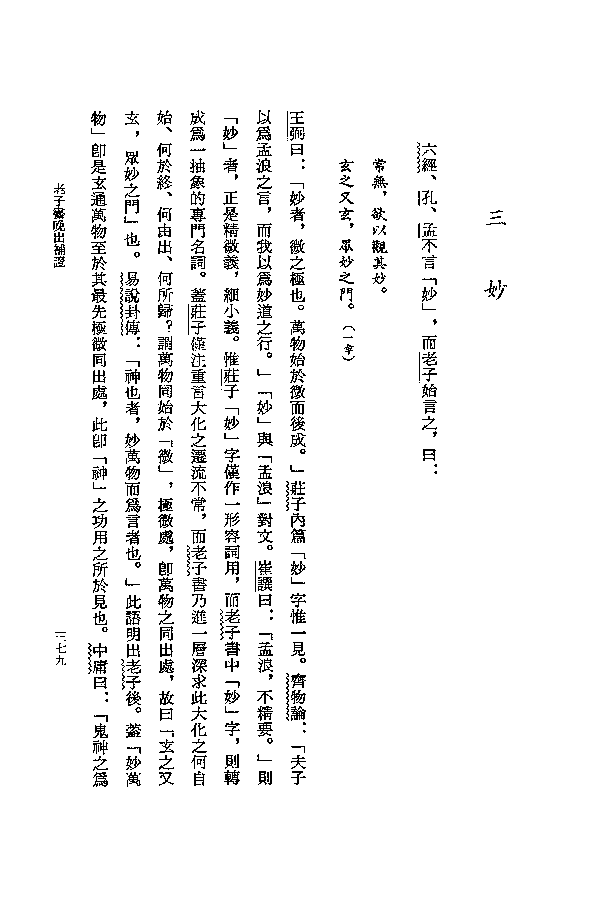 三　妙
六經、孔、孟不言「妙」，而老子始言之，曰：
常無，欲以觀其妙。
玄之又玄，眾妙之門。（一章）
王弼曰：「妙者，微之極也。萬物始於微而後成。」莊子內篇「妙」字惟一見。齊物論：「夫子
以為孟浪之言，而我以為妙道之行。」「妙」與「孟浪」對文。崔譔曰：「孟浪，不精要。」則
「妙」者，正是精微義，細小義。惟莊子「妙」字僅作一形容詞用，而老子書中「妙」字，則轉
成為一抽象的專門名詞。蓋莊子僅注重言大化之遷流不常，而老子書乃進一層深求此大化之何自
始、何於終、何由出、何所歸？謂萬物同始於「微」，極微處，卽萬物之同出處，故曰「玄之又
玄，眾妙之門」也。易說卦傳：「神也者，妙萬物而為言者也。」此語明出老子後。蓋「妙萬
物」卽是玄通萬物至於其最先極微同出處，此卽「神」之功用之所於見也。中庸曰：「鬼神之為
老子書晚出補證
三七九